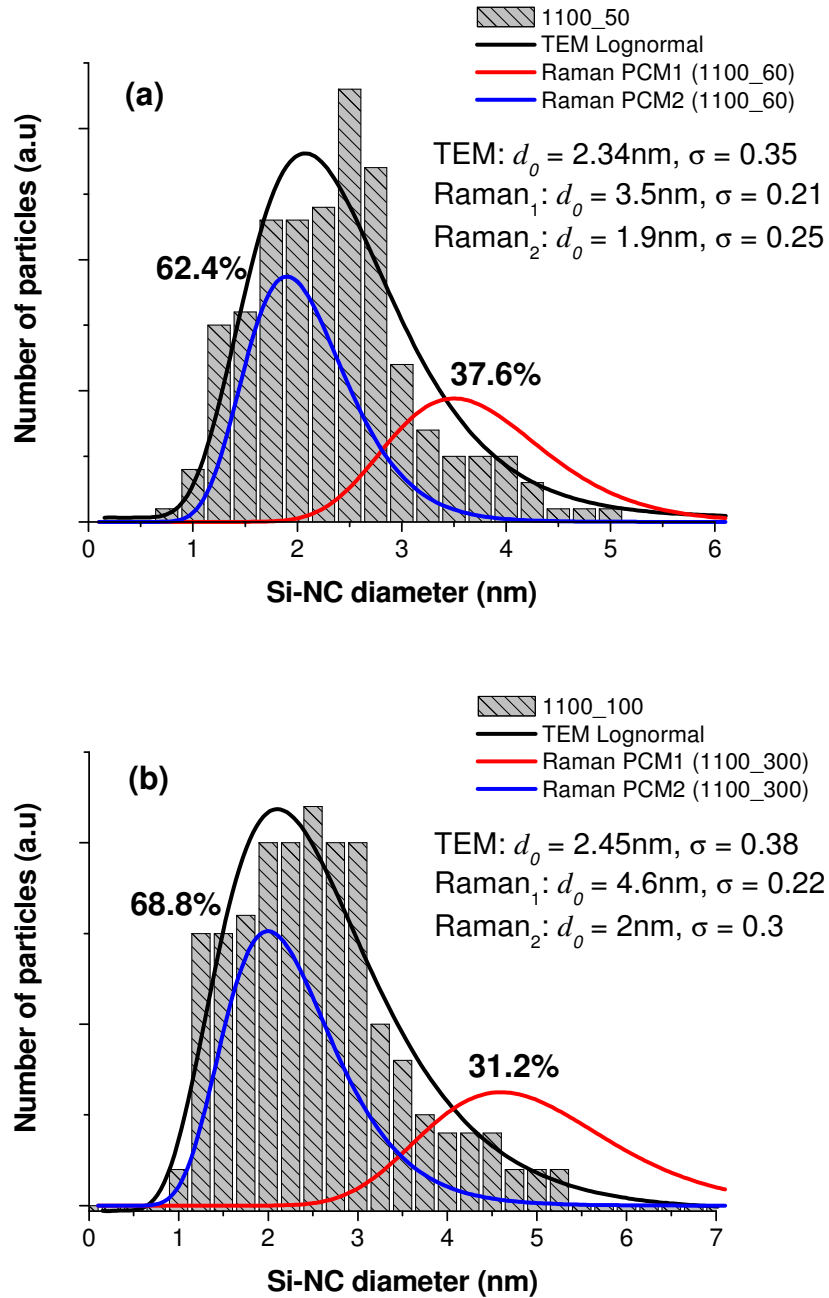 1100_50
TEM Lognormal
Raman PCM1 (1100_60)
Raman PCM2 (1100_60)
(a)
TEM: d0 = 2.34nm, σ = 0.35
Raman1: d0 = 3.5nm, σ = 0.21
Raman2: d0 = 1.9nm, σ = 0.25
62.4%
37.6%
Number of particles (a.u)
0 1 2 3 4 5 6
Si-NC diameter (nm)
1100_100
TEM Lognormal
Raman PCM1 (1100_300)
Raman PCM2 (1100_300)
(b)
TEM: d0 = 2.45nm, σ = 0.38
Raman1: d0 = 4.6nm, σ = 0.22
Raman2: d0 = 2nm, σ = 0.3
68.8%
31.2%
Number of particles (a.u)
0 1 2 3 4 5 6 7
Si-NC diameter (nm)